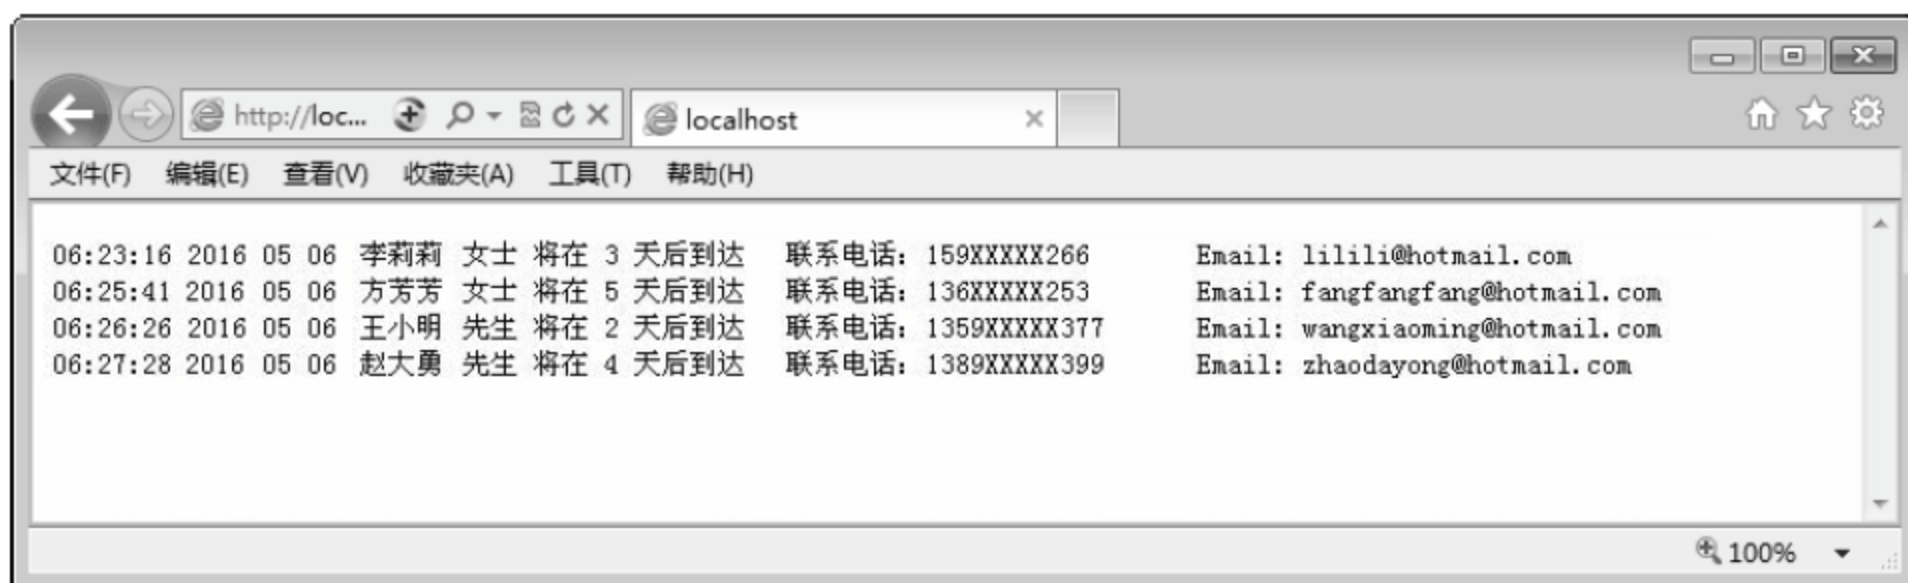 http://loc... localhost
文件(F) 编辑(E) 查看(V) 收藏夹(A) 工具(T) 帮助(H)
06:23:16 2016 05 06 李莉莉 女士 将在 3 天后到达 联系电话：159XXXXX266 Email: lilili@hotmail.com
06:25:41 2016 05 06 方芳芳 女士 将在 5 天后到达 联系电话：136XXXXX253 Email: fangfangfang@hotmail.com
06:26:26 2016 05 06 王小明 先生 将在 2 天后到达 联系电话：1359XXXXX377 Email: wangxiaoming@hotmail.com
06:27:28 2016 05 06 赵大勇 先生 将在 4 天后到达 联系电话：1389XXXXX399 Email: zhaodayong@hotmail.com
100%